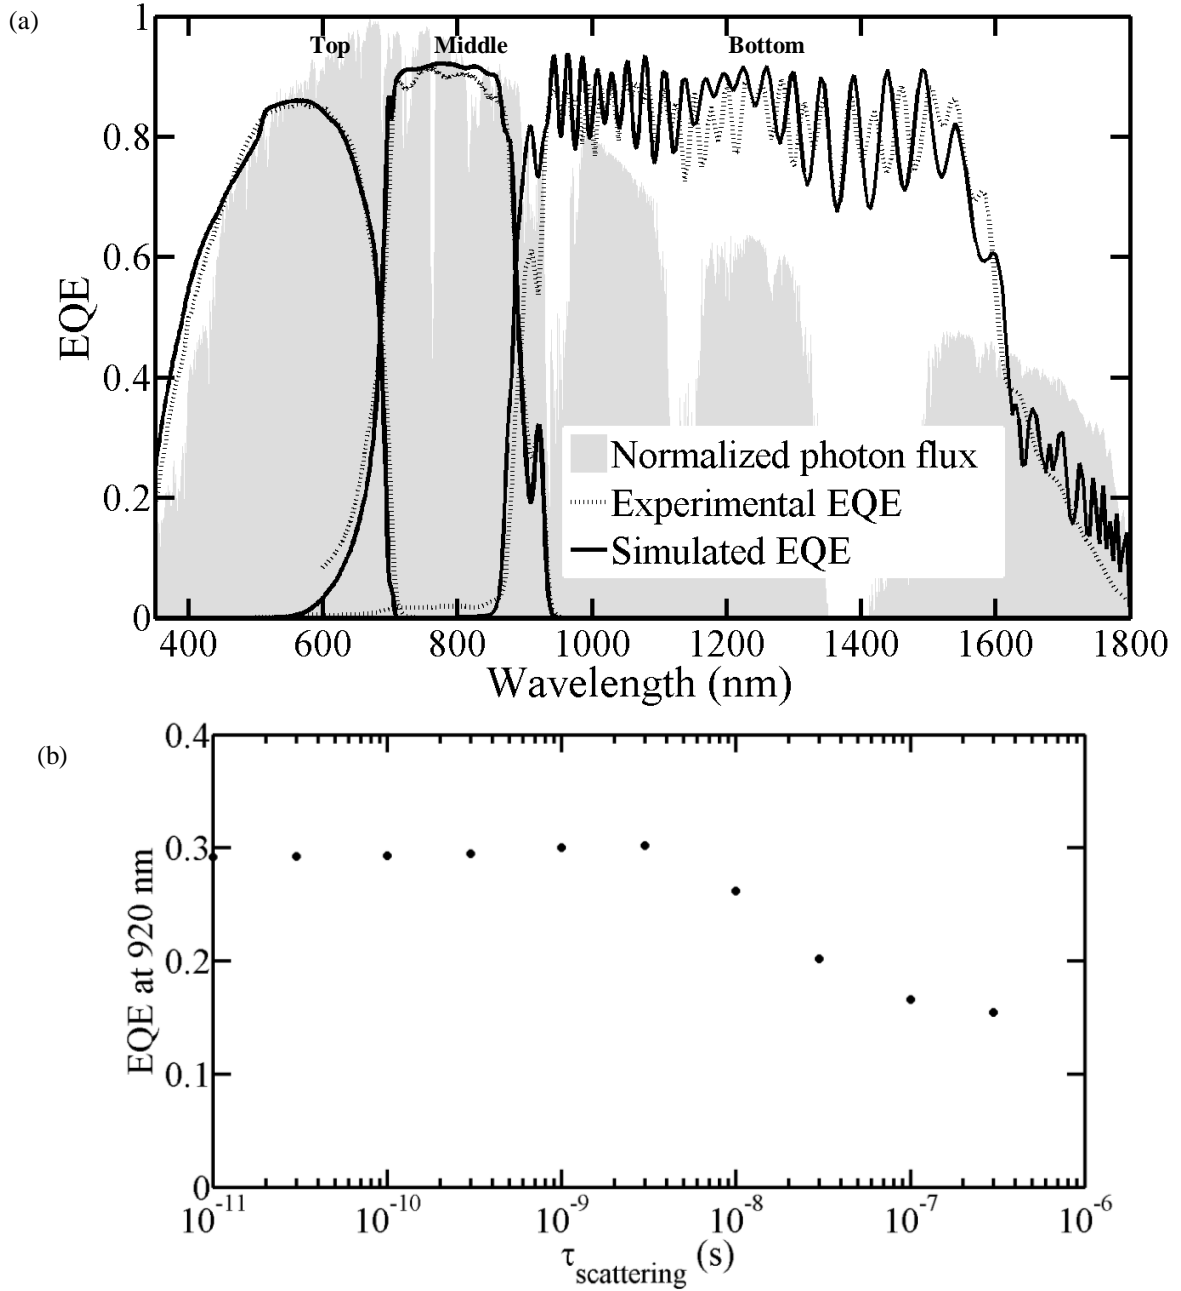 (a)
Top Middle Bottom
1
0.8
0.6
0.4
0.2
0
EQE
Normalized photon flux
Experimental EQE
Simulated EQE
400 600 800 1000 1200 1400 1600 1800
Wavelength (nm)
(b)
0.4
0.3
0.2
0.1
0
EQE at 920 nm
10⁻¹¹ 10⁻¹⁰ 10⁻⁹ 10⁻⁸ 10⁻⁷ 10⁻⁶
τscattering (s)